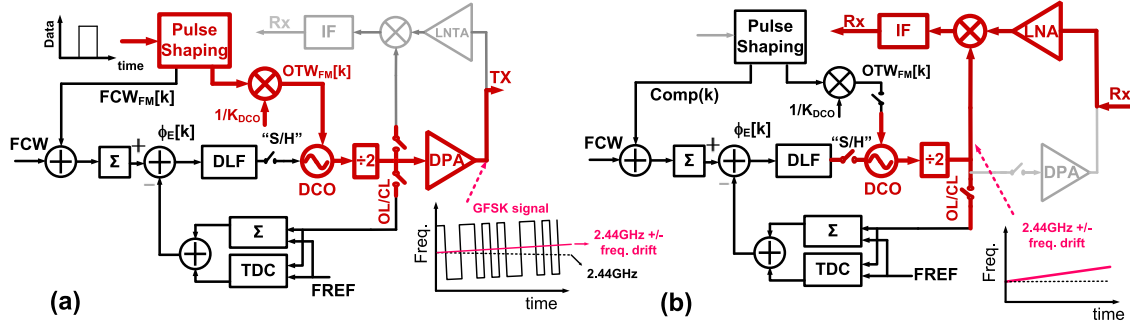 Data
time
Pulse
Shaping
Rx
IF
LNTA
OTW_FM[k]
TX
FCW_FM[k]
1/K_DCO
FCW
+
Σ
+
−
ϕ_E[k]
DLF
"S/H"
DCO
÷2
DPA
OL/CL
Σ
TDC
FREF
GFSK signal
Freq.
2.44GHz +/-
freq. drift
2.44GHz
time
(a)
Pulse
Shaping
Rx
IF
LNA
OTW_FM[k]
Rx
Comp(k)
1/K_DCO
FCW
+
Σ
+
−
ϕ_E[k]
DLF
"S/H"
DCO
÷2
DPA
OL/CL
Σ
TDC
FREF
2.44GHz +/-
freq. drift
Freq.
time
(b)